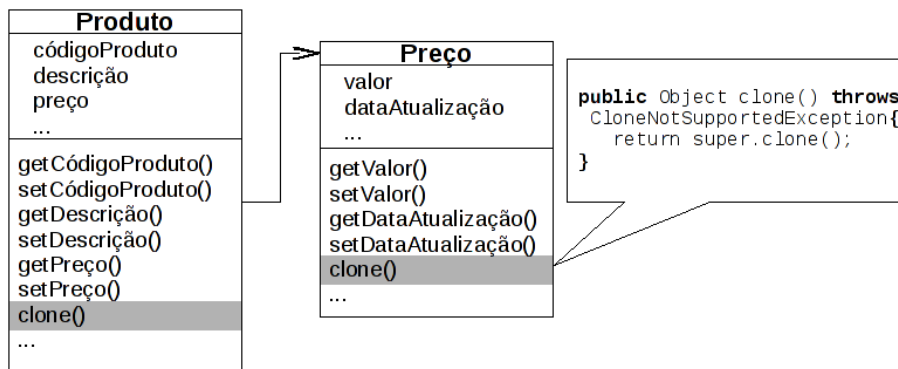 Produto
códigoProduto
descrição
preço
...
getCódigoProduto()
setCódigoProduto()
getDescrição()
setDescrição()
getPreço()
setPreço()
clone()
...
Preço
valor
dataAtualização
...
getValor()
setValor()
getDataAtualização()
setDataAtualização()
clone()
...
public Object clone() throws
CloneNotSupportedException{
return super.clone();
}